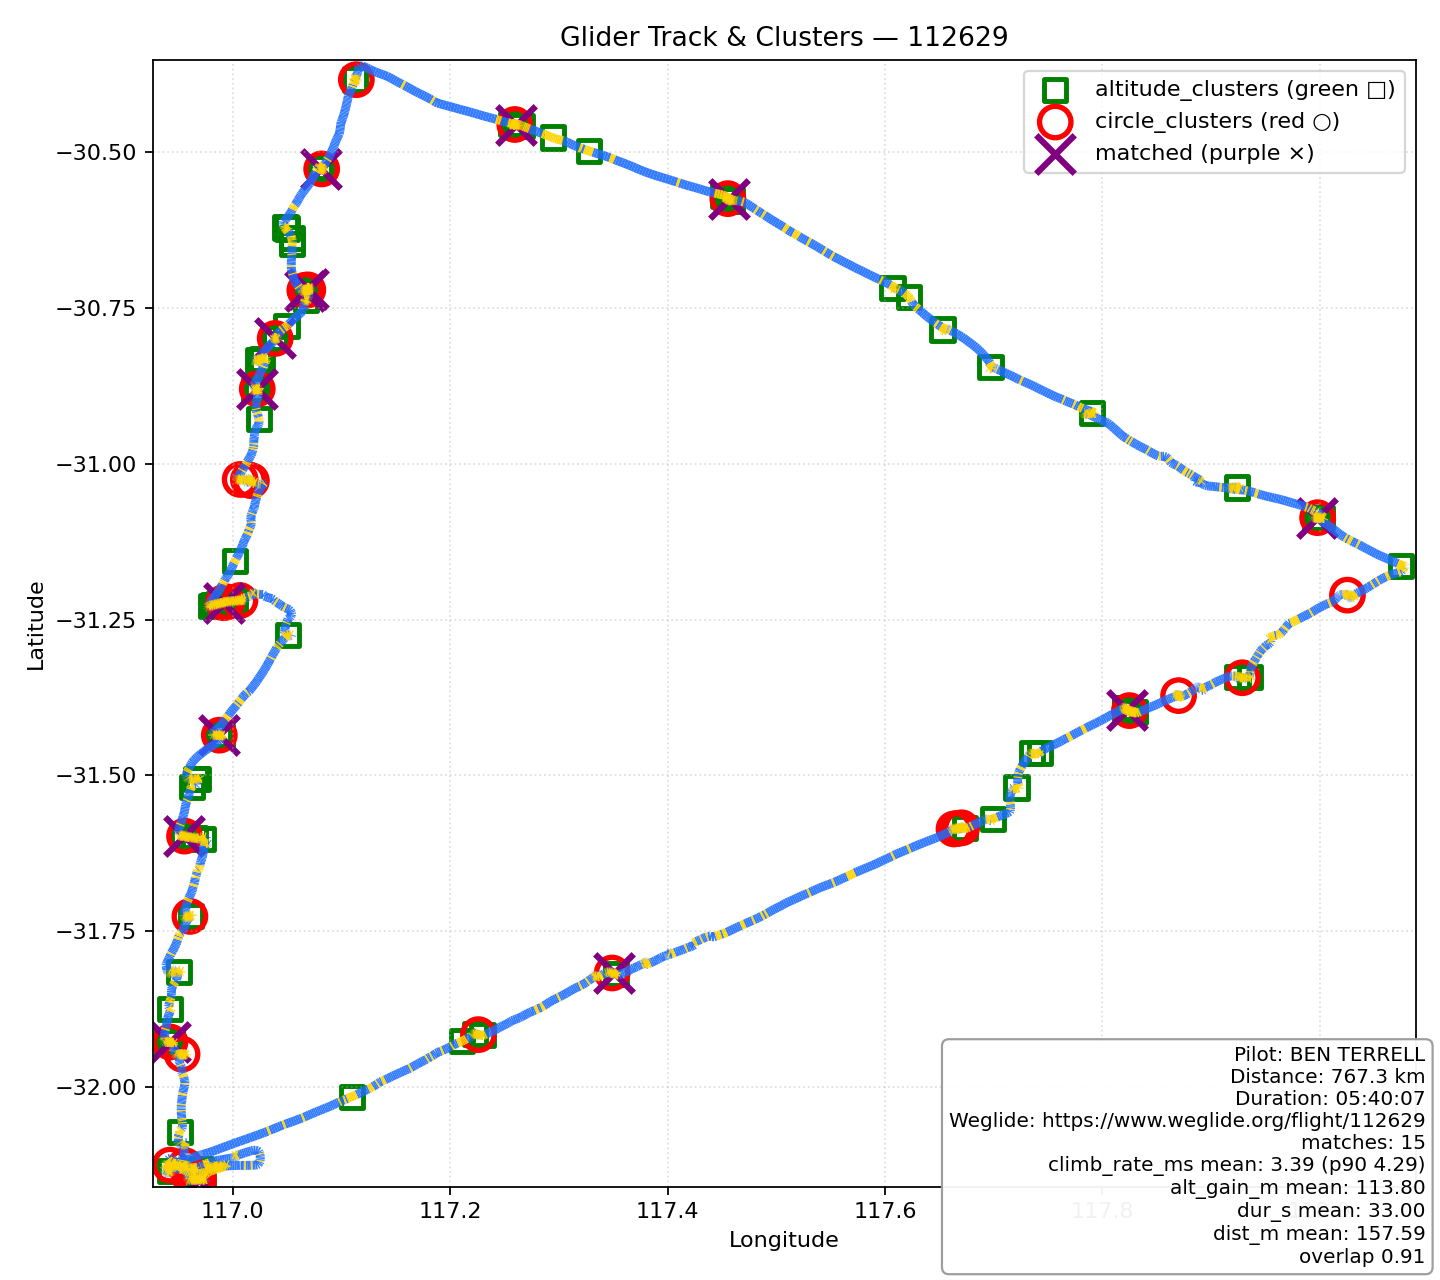 Glider Track & Clusters — 112629
altitude_clusters (green □)
circle_clusters (red ○)
matched (purple ×)
Latitude
−30.50
−30.75
−31.00
−31.25
−31.50
−31.75
−32.00
117.0
117.2
117.4
117.6
117.8
Longitude
Pilot: BEN TERRELL
Distance: 767.3 km
Duration: 05:40:07
Weglide: https://www.weglide.org/flight/112629
matches: 15
climb_rate_ms mean: 3.39 (p90 4.29)
alt_gain_m mean: 113.80
dur_s mean: 33.00
dist_m mean: 157.59
overlap 0.91